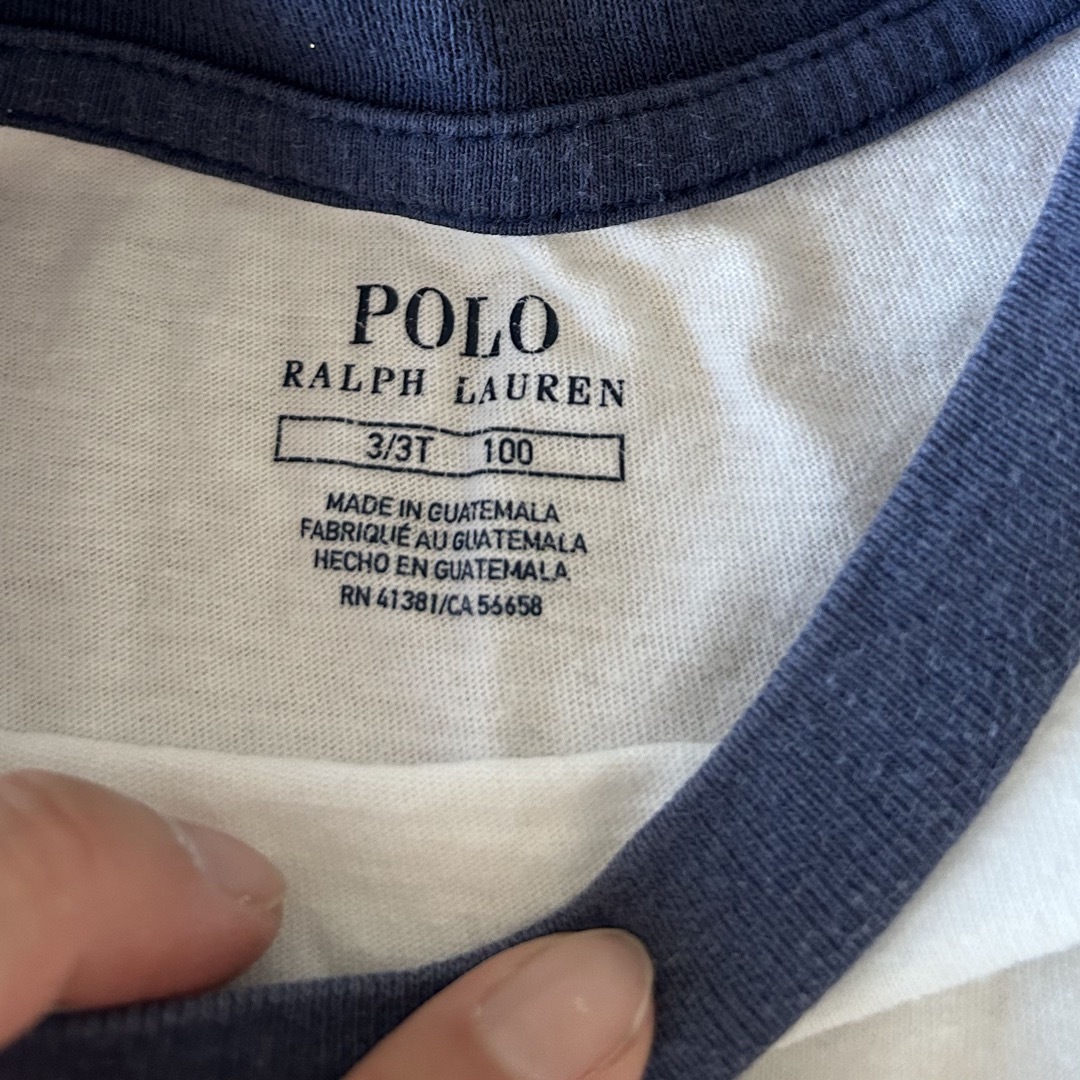 POLO
RALPH LAUREN
3/3T 100
MADE IN GUATEMALA
FABRIQUÉ AU GUATEMALA
HECHO EN GUATEMALA
RN 41381/CA 56658